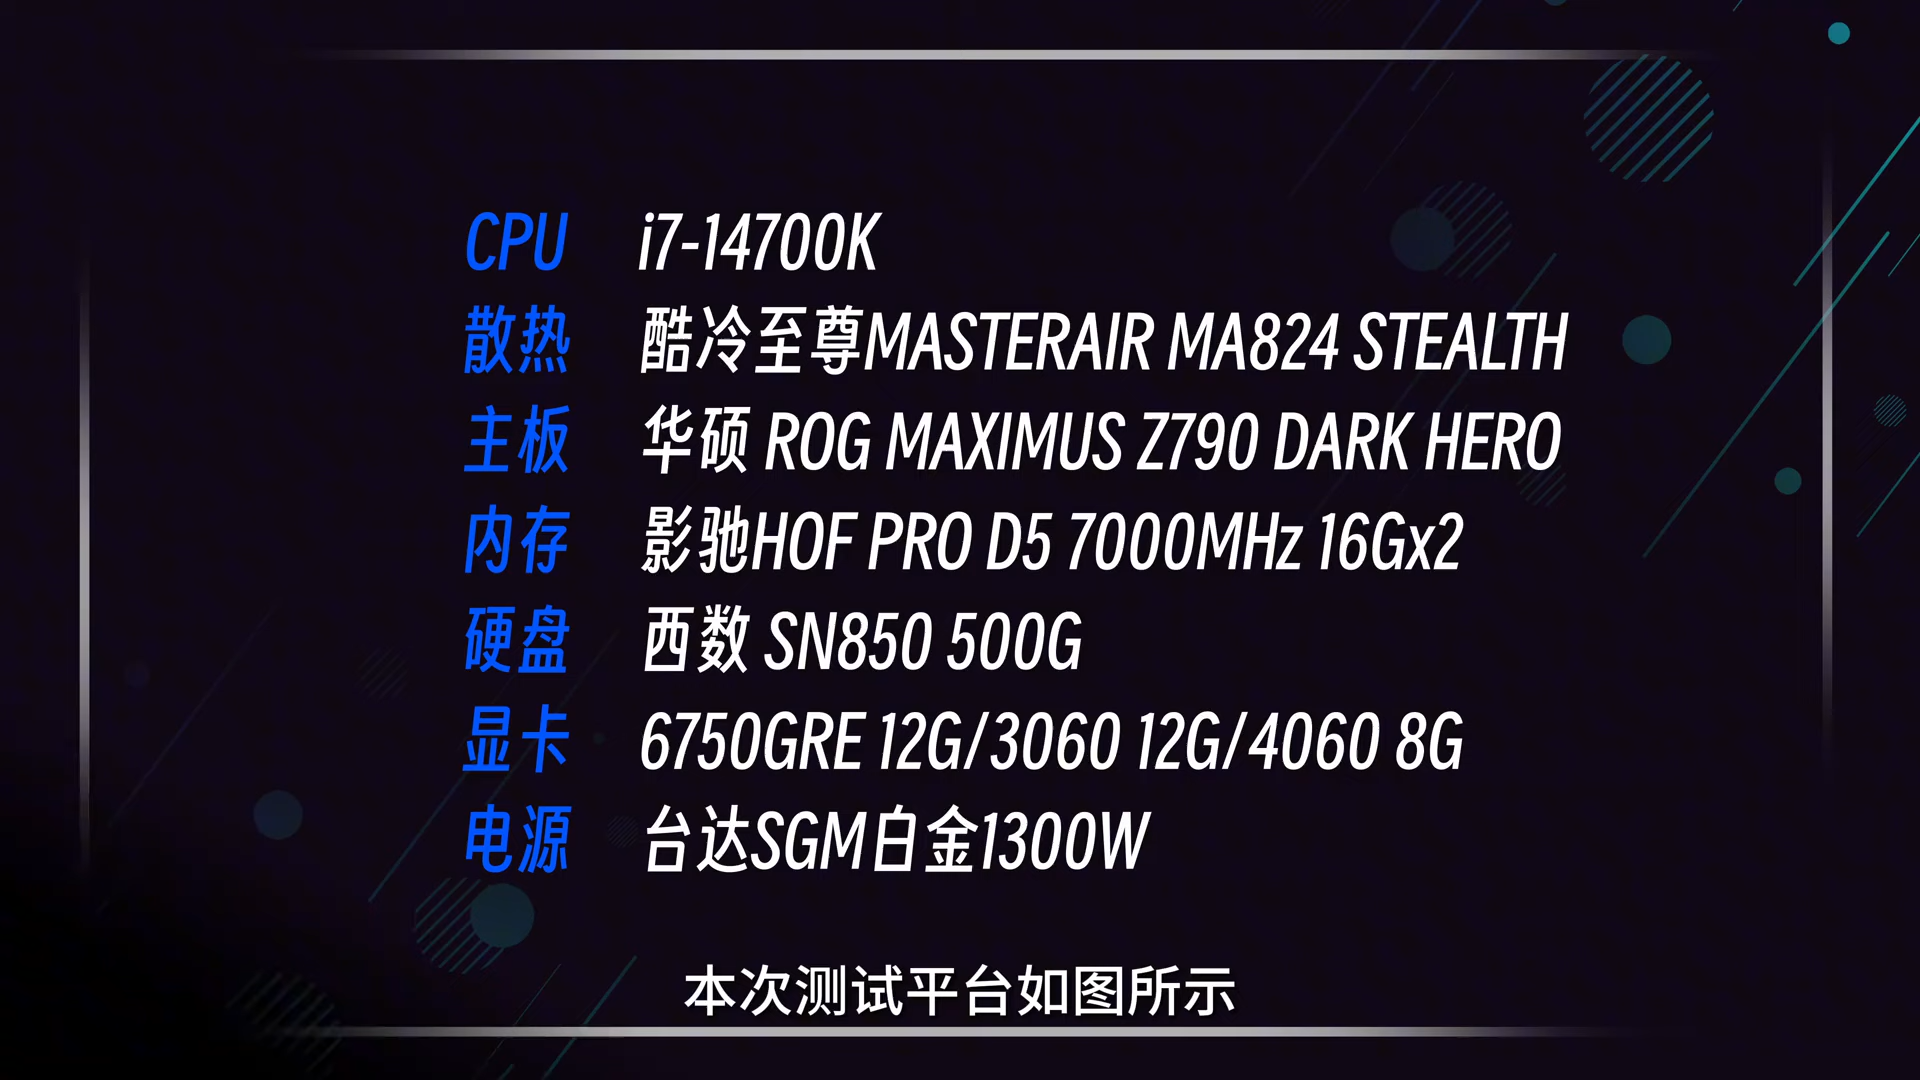 CPU i7-14700K
散热 酷冷至尊MASTERAIR MA824 STEALTH
主板 华硕 ROG MAXIMUS Z790 DARK HERO
内存 影驰HOF PRO D5 7000MHz 16Gx2
硬盘 西数 SN850 500G
显卡 6750GRE 12G/3060 12G/4060 8G
电源 台达SGM白金1300W
本次测试平台如图所示